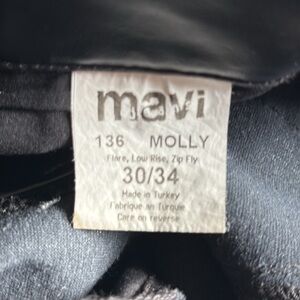 mavi
136 MOLLY
Flare, Low Rise, Zip Fly
30/34
Made in Turkey
Fabriqué en Turquie
Care on reverse